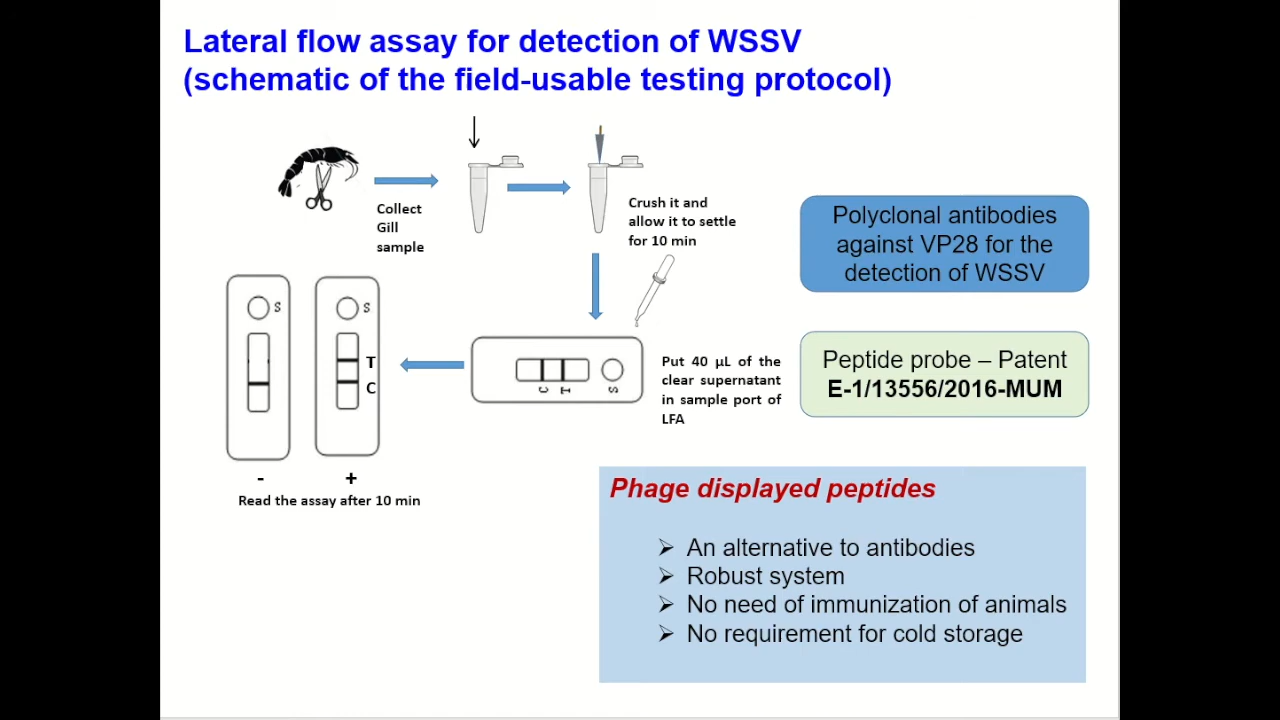 Lateral flow assay for detection of WSSV
(schematic of the field-usable testing protocol)
Collect
Gill
sample
Crush it and
allow it to settle
for 10 min
Polyclonal antibodies
against VP28 for the
detection of WSSV
S
S
T
C
C
T
S
Put 40 µL of the
clear supernatant
in sample port of
LFA
Peptide probe – Patent
E-1/13556/2016-MUM
-
+
Read the assay after 10 min
Phage displayed peptides
➢ An alternative to antibodies
➢ Robust system
➢ No need of immunization of animals
➢ No requirement for cold storage